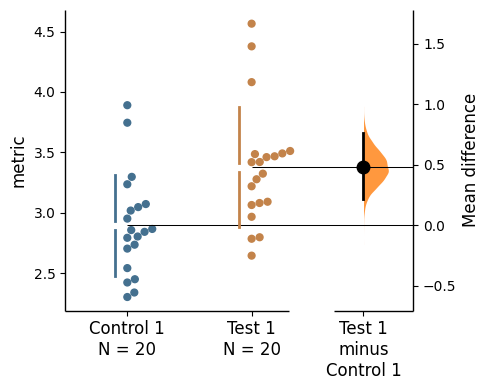 metric
4.5
4.0
3.5
3.0
2.5
1.5
1.0
0.5
0.0
−0.5
Mean difference
Control 1
N = 20
Test 1
N = 20
Test 1
minus
Control 1